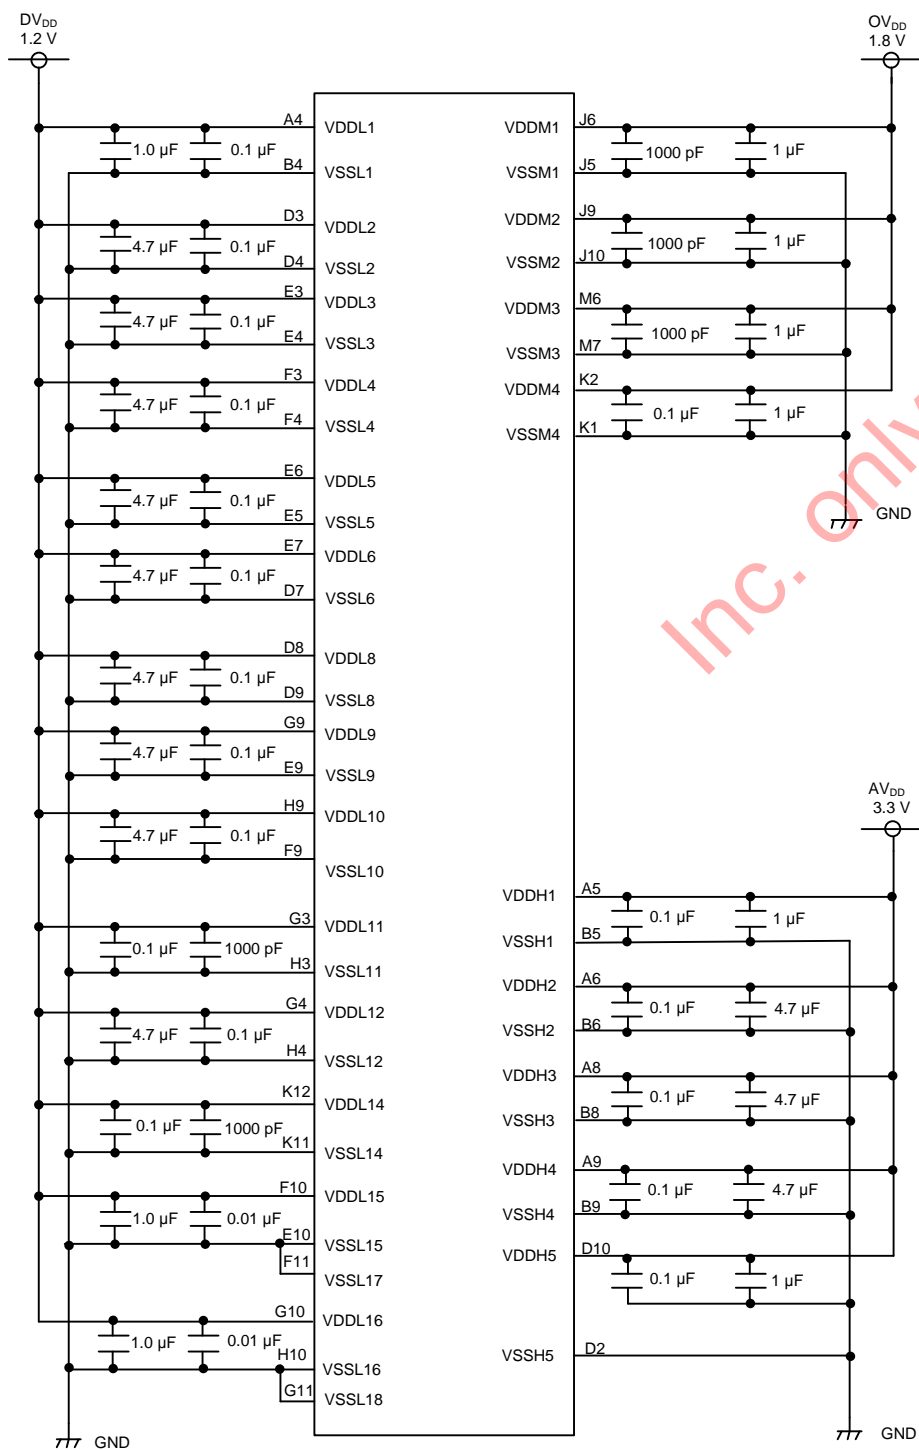 DVDD
1.2 V
OVDD
1.8 V
A4 VDDL1
1.0 µF 0.1 µF
B4 VSSL1
D3 VDDL2
4.7 µF 0.1 µF
D4 VSSL2
E3 VDDL3
4.7 µF 0.1 µF
E4 VSSL3
F3 VDDL4
4.7 µF 0.1 µF
F4 VSSL4
E6 VDDL5
4.7 µF 0.1 µF
E5 VSSL5
E7 VDDL6
4.7 µF 0.1 µF
D7 VSSL6
D8 VDDL8
4.7 µF 0.1 µF
D9 VSSL8
G9 VDDL9
4.7 µF 0.1 µF
E9 VSSL9
H9 VDDL10
4.7 µF 0.1 µF
F9 VSSL10
G3 VDDL11
0.1 µF 1000 pF
H3 VSSL11
G4 VDDL12
4.7 µF 0.1 µF
H4 VSSL12
K12 VDDL14
0.1 µF 1000 pF
K11 VSSL14
F10 VDDL15
1.0 µF 0.01 µF
E10 VSSL15
F11 VSSL17
G10 VDDL16
1.0 µF 0.01 µF
H10 VSSL16
G11 VSSL18
GND
VDDM1 J6
1000 pF 1 µF
VSSM1 J5
VDDM2 J9
1000 pF 1 µF
VSSM2 J10
VDDM3 M6
1000 pF 1 µF
VSSM3 M7
VDDM4 K2
0.1 µF 1 µF
VSSM4 K1
GND
Inc. only
AVDD
3.3 V
VDDH1 A5
0.1 µF 1 µF
VSSH1 B5
VDDH2 A6
0.1 µF 4.7 µF
VSSH2 B6
VDDH3 A8
0.1 µF 4.7 µF
VSSH3 B8
VDDH4 A9
0.1 µF 4.7 µF
VSSH4 B9
VDDH5 D10
0.1 µF 1 µF
VSSH5 D2
GND